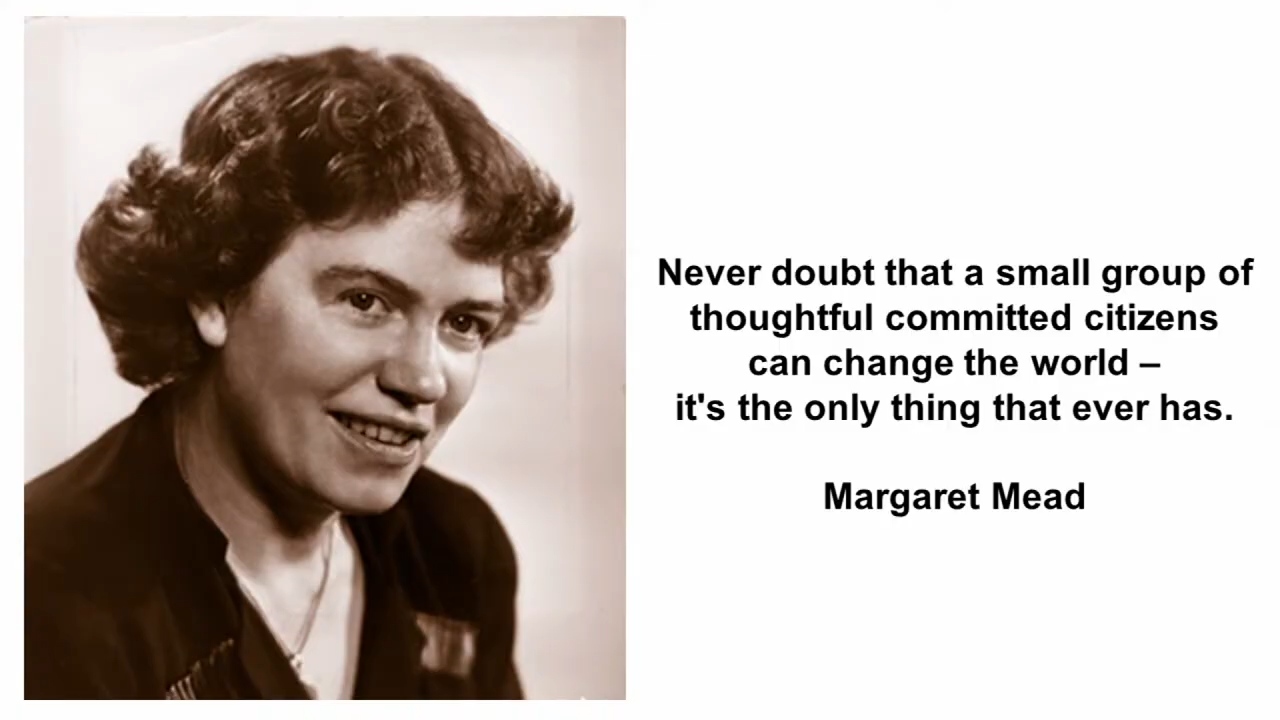 Never doubt that a small group of
thoughtful committed citizens
can change the world –
it's the only thing that ever has.
Margaret Mead